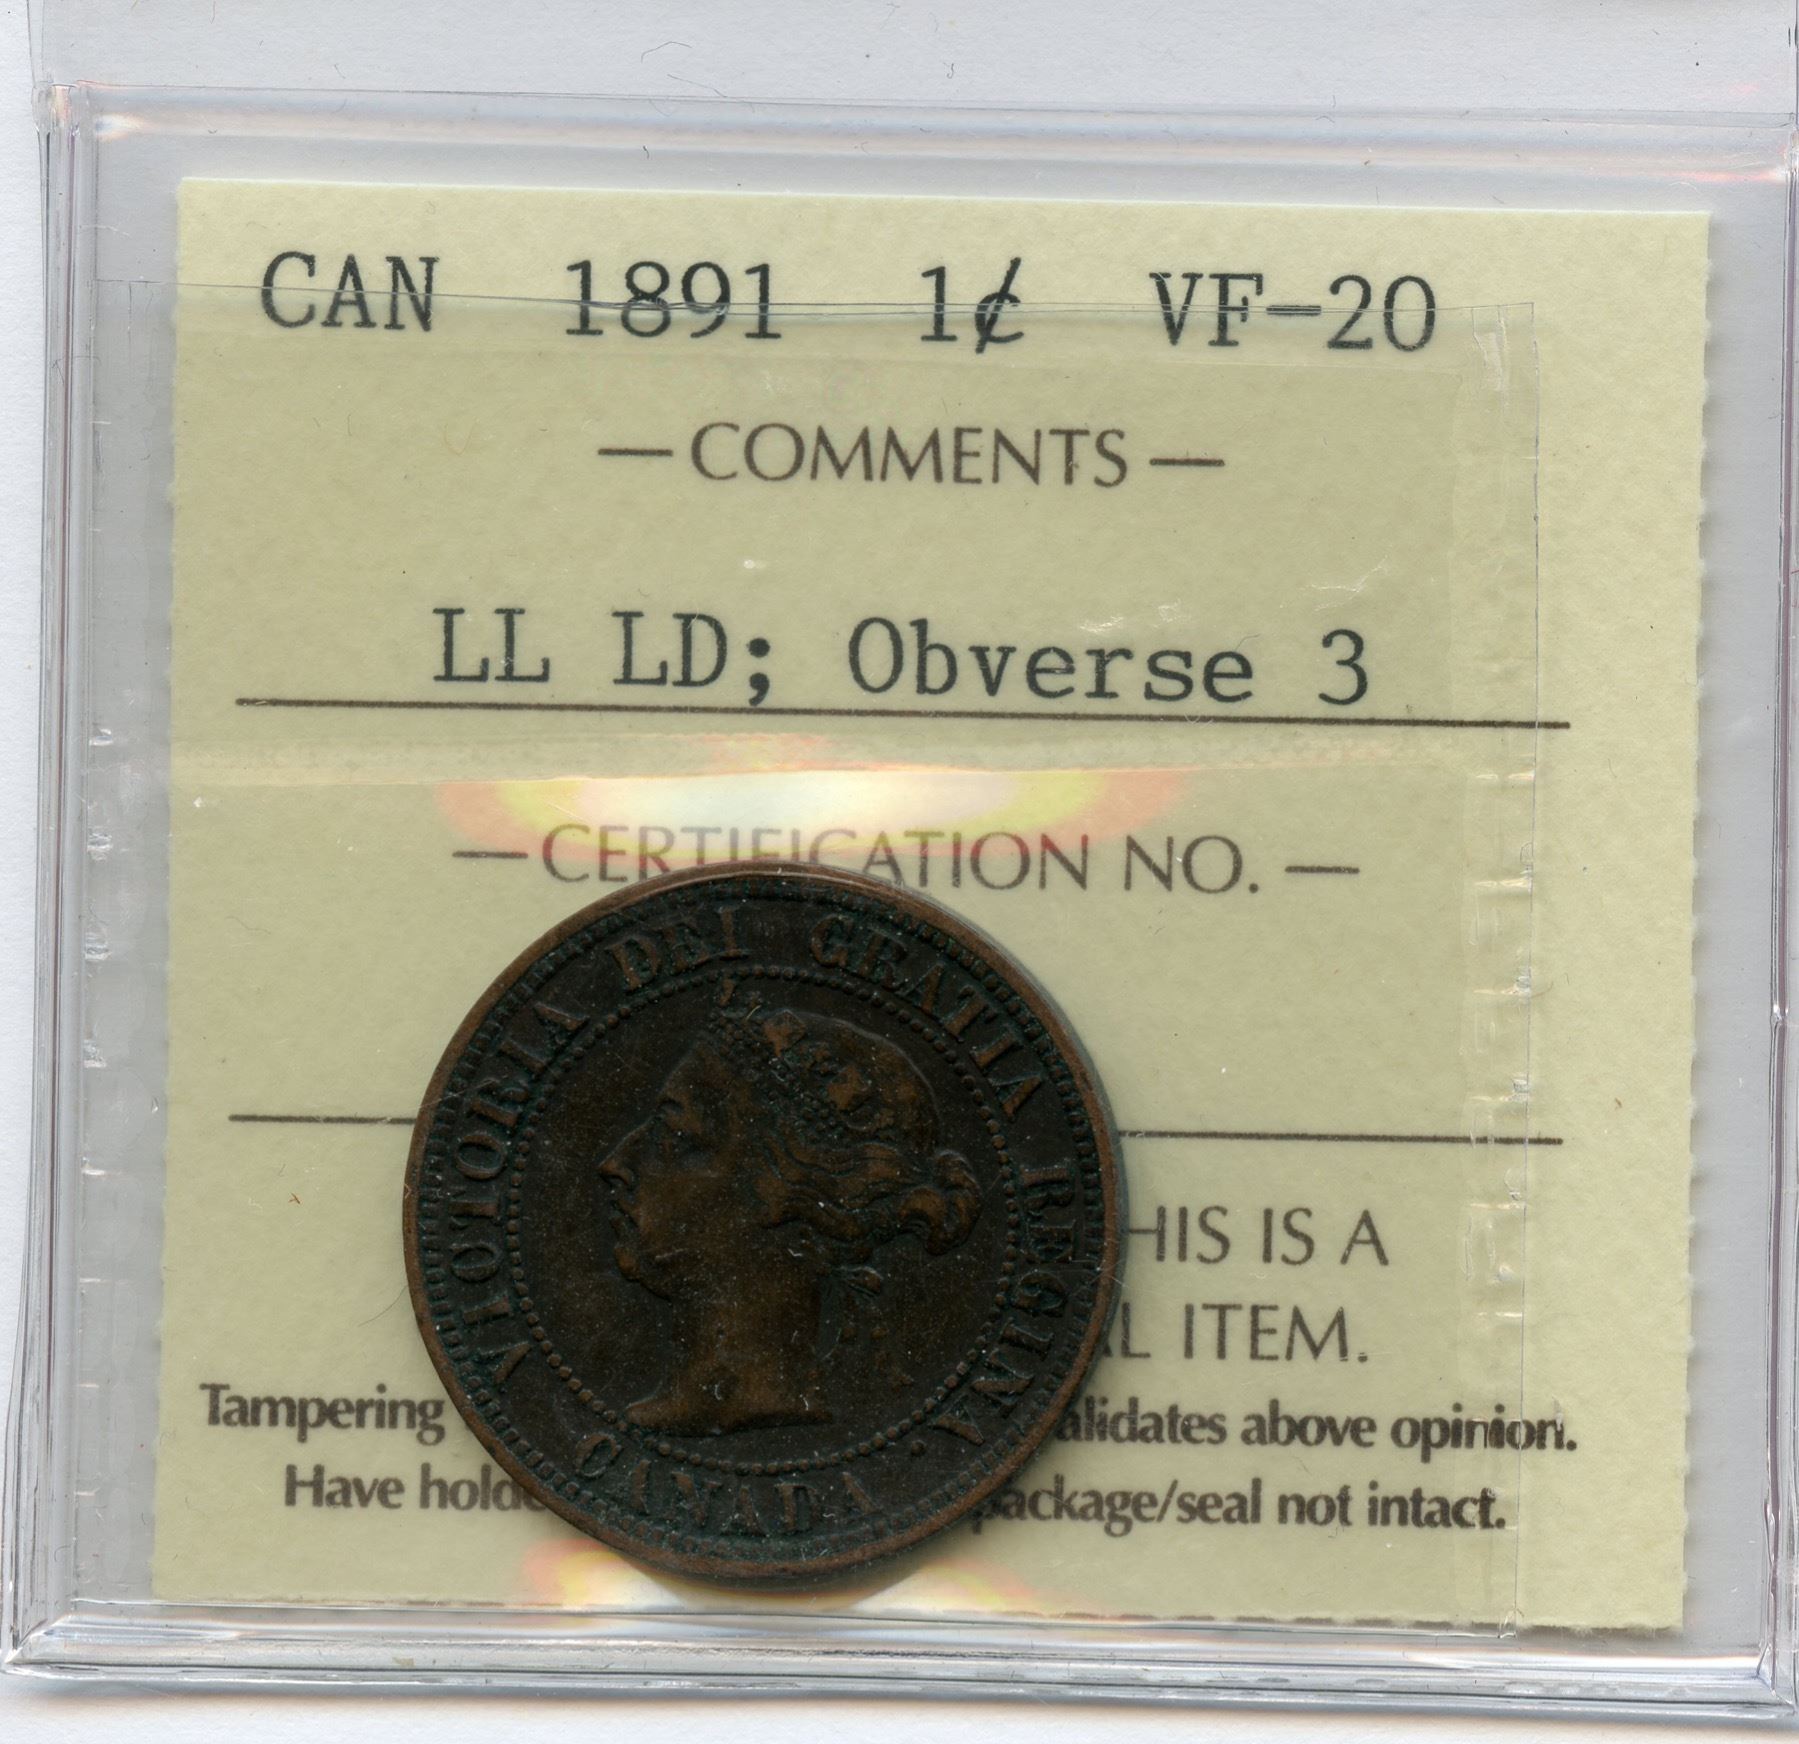 CAN 1891 1¢ VF-20
— COMMENTS —
LL LD; Obverse 3
— CERTIFICATION NO. —
HIS IS A
L ITEM.
Tampering alidates above opinion.
Have holde package/seal not intact.
VICTORIA DEI GRATIA REGINA.
CANADA